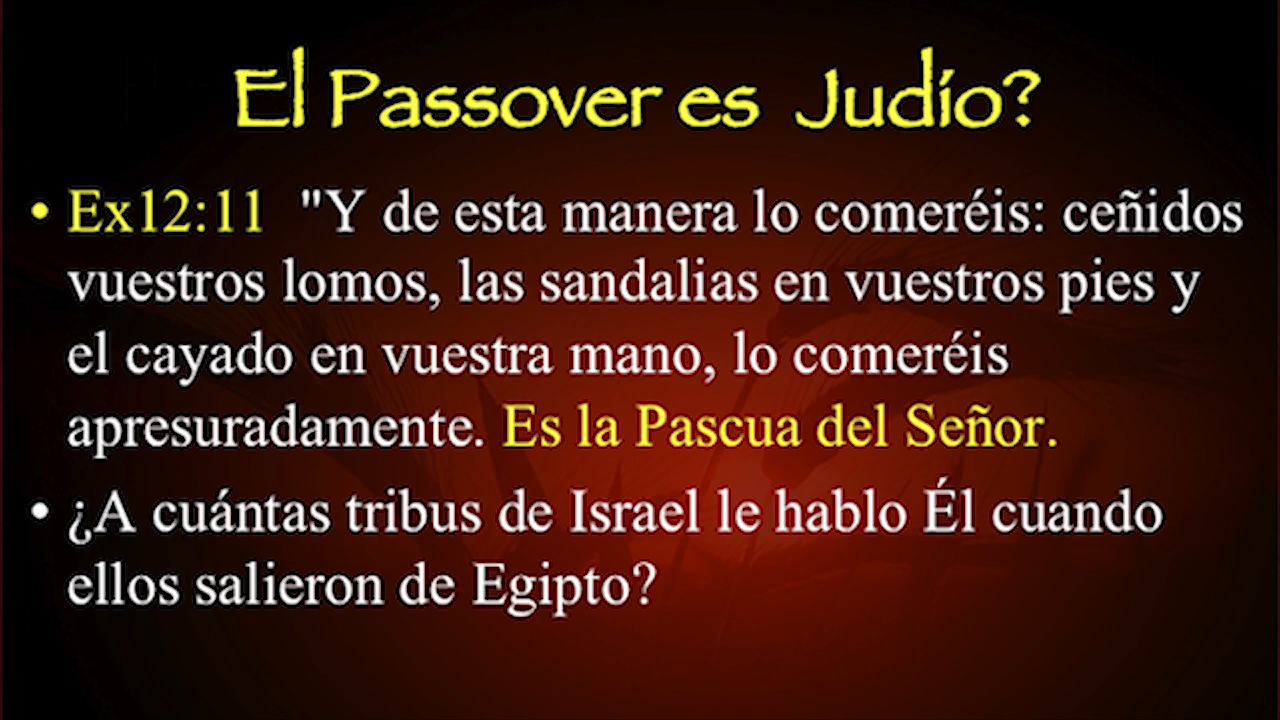 El Passover es Judío?
• Ex12:11 "Y de esta manera lo comeréis: ceñidos
vuestros lomos, las sandalias en vuestros pies y
el cayado en vuestra mano, lo comeréis
apresuradamente. Es la Pascua del Señor.
• ¿A cuántas tribus de Israel le hablo Él cuando
ellos salieron de Egipto?